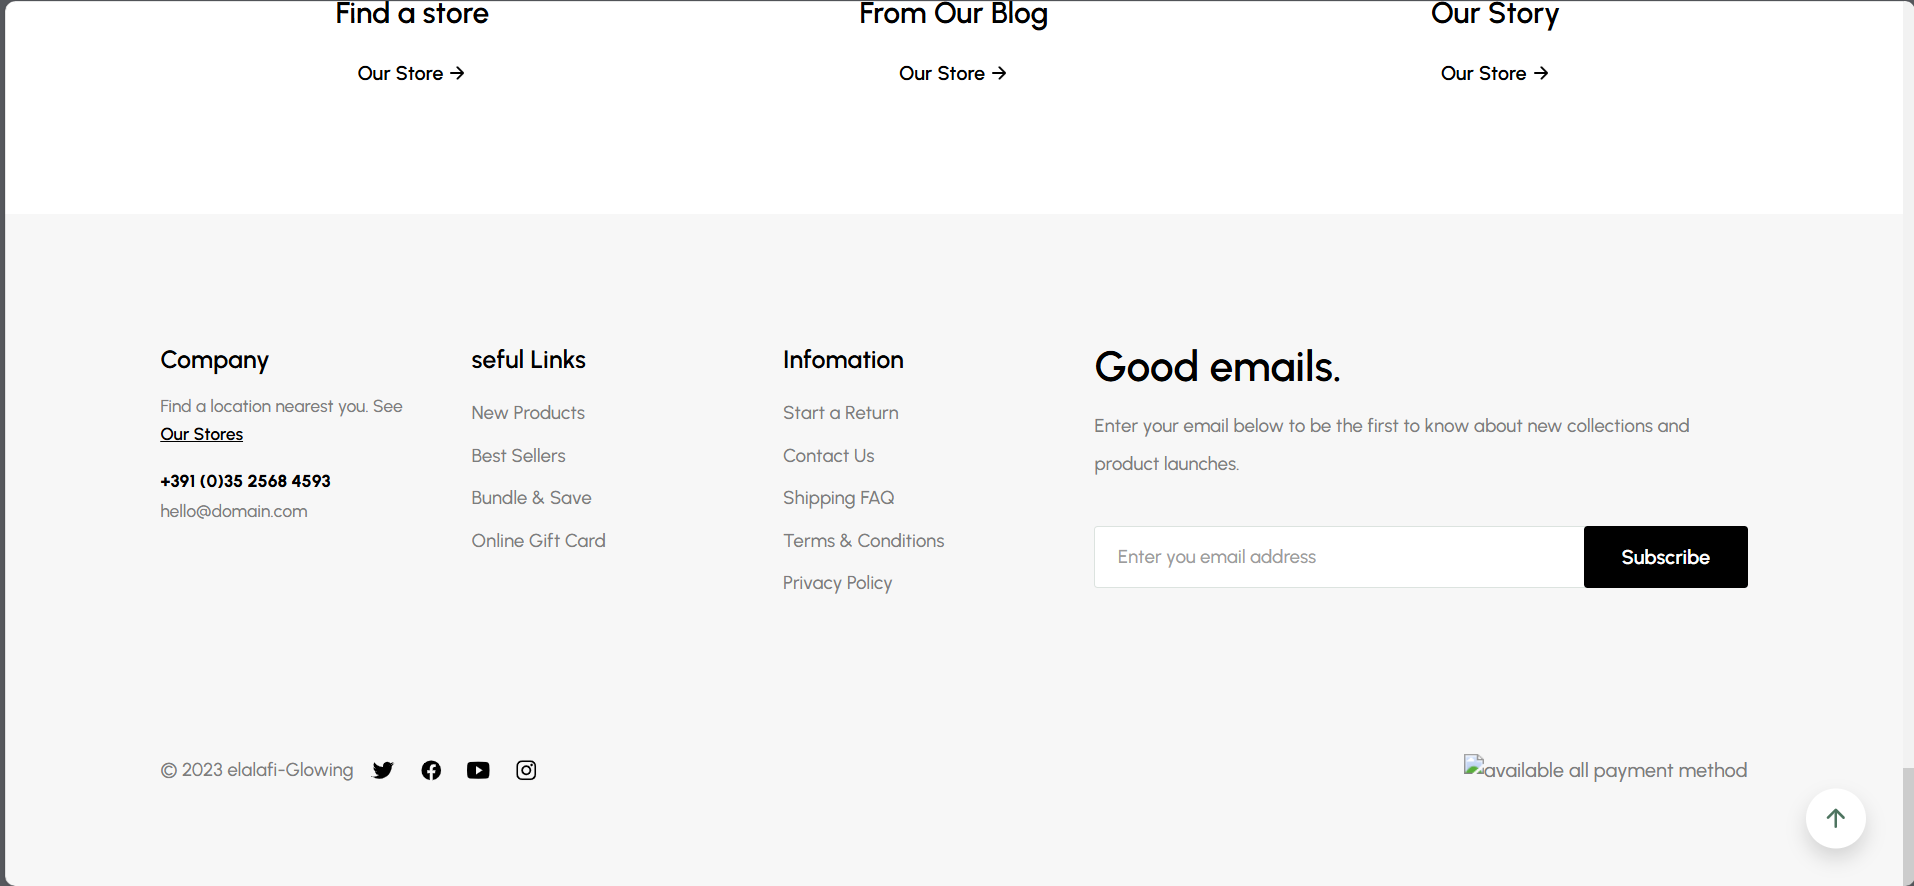 Find a store
From Our Blog
Our Story
Our Store →
Our Store →
Our Store →
Company
Find a location nearest you. See
Our Stores
+391 (0)35 2568 4593
hello@domain.com
seful Links
New Products
Best Sellers
Bundle & Save
Online Gift Card
Infomation
Start a Return
Contact Us
Shipping FAQ
Terms & Conditions
Privacy Policy
Good emails.
Enter your email below to be the first to know about new collections and
product launches.
Enter you email address
Subscribe
© 2023 elalafi-Glowing
available all payment method